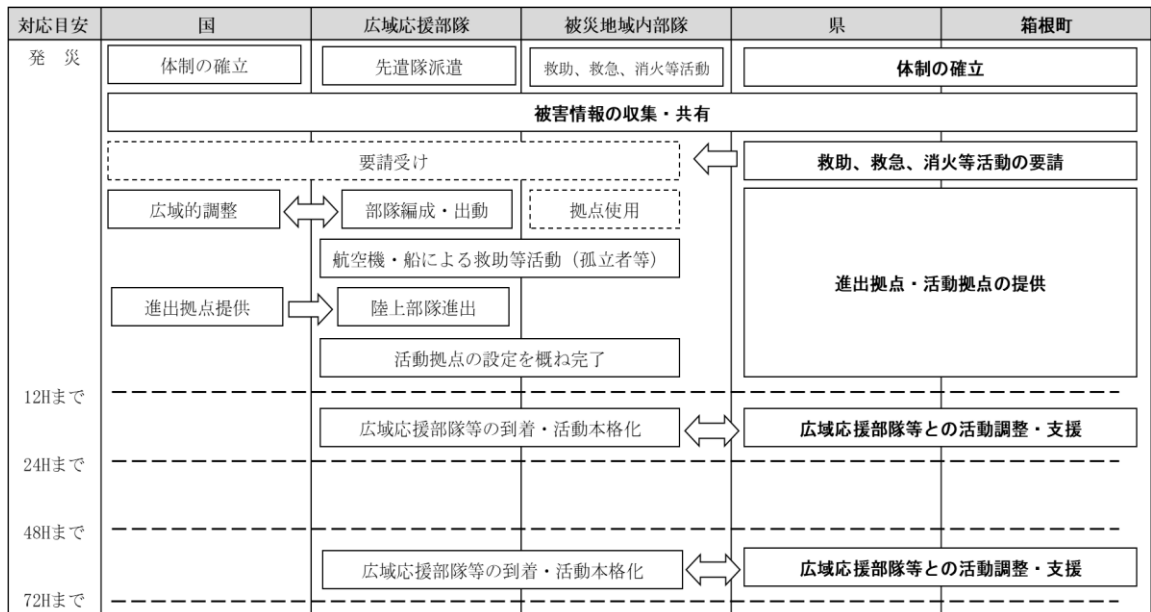 対応目安 国 広域応援部隊 被災地域内部隊 県 箱根町
発 災 体制の確立 先遣隊派遣 救助、救急、消火等活動 体制の確立
被害情報の収集・共有
要請受け 救助、救急、消火等活動の要請
広域的調整 部隊編成・出動 拠点使用
航空機・船による救助等活動（孤立者等）
進出拠点・活動拠点の提供
進出拠点提供 陸上部隊進出
活動拠点の設定を概ね完了
12Hまで
広域応援部隊等の到着・活動本格化 広域応援部隊等との活動調整・支援
24Hまで
48Hまで
広域応援部隊等の到着・活動本格化 広域応援部隊等との活動調整・支援
72Hまで